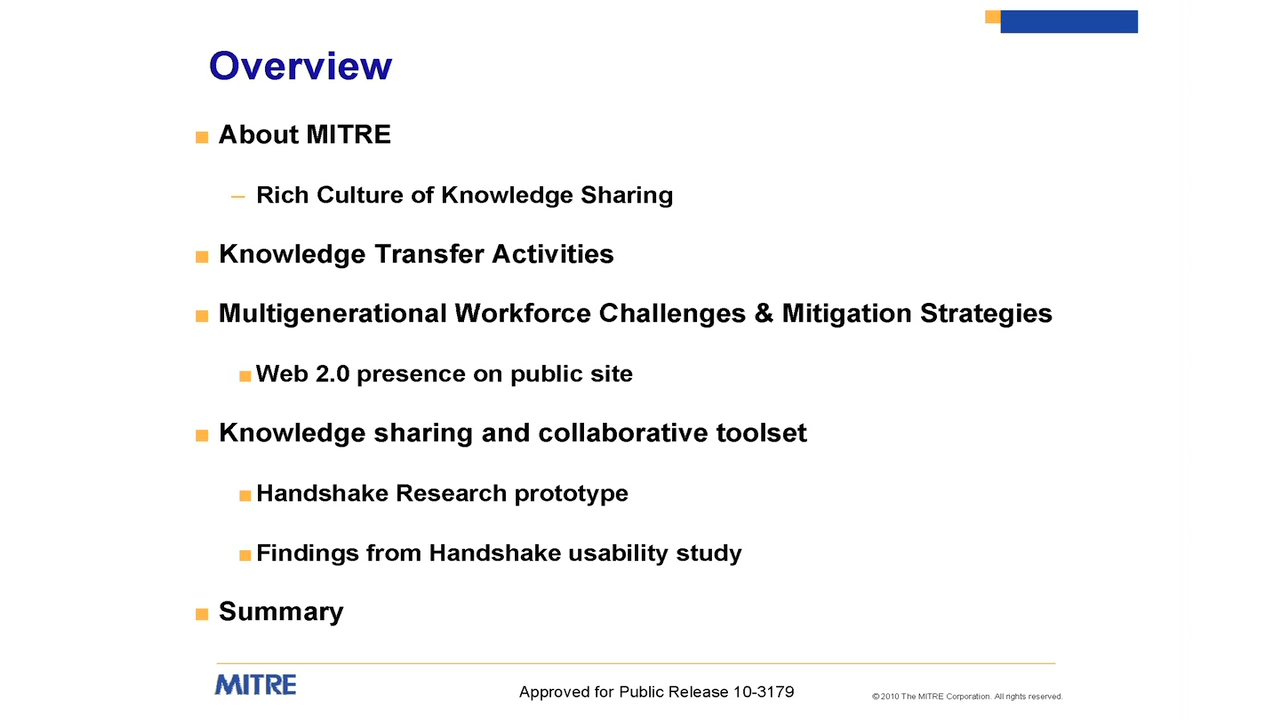 Overview
About MITRE
– Rich Culture of Knowledge Sharing
Knowledge Transfer Activities
Multigenerational Workforce Challenges & Mitigation Strategies
Web 2.0 presence on public site
Knowledge sharing and collaborative toolset
Handshake Research prototype
Findings from Handshake usability study
Summary
MITRE
Approved for Public Release 10-3179
© 2010 The MITRE Corporation. All rights reserved.